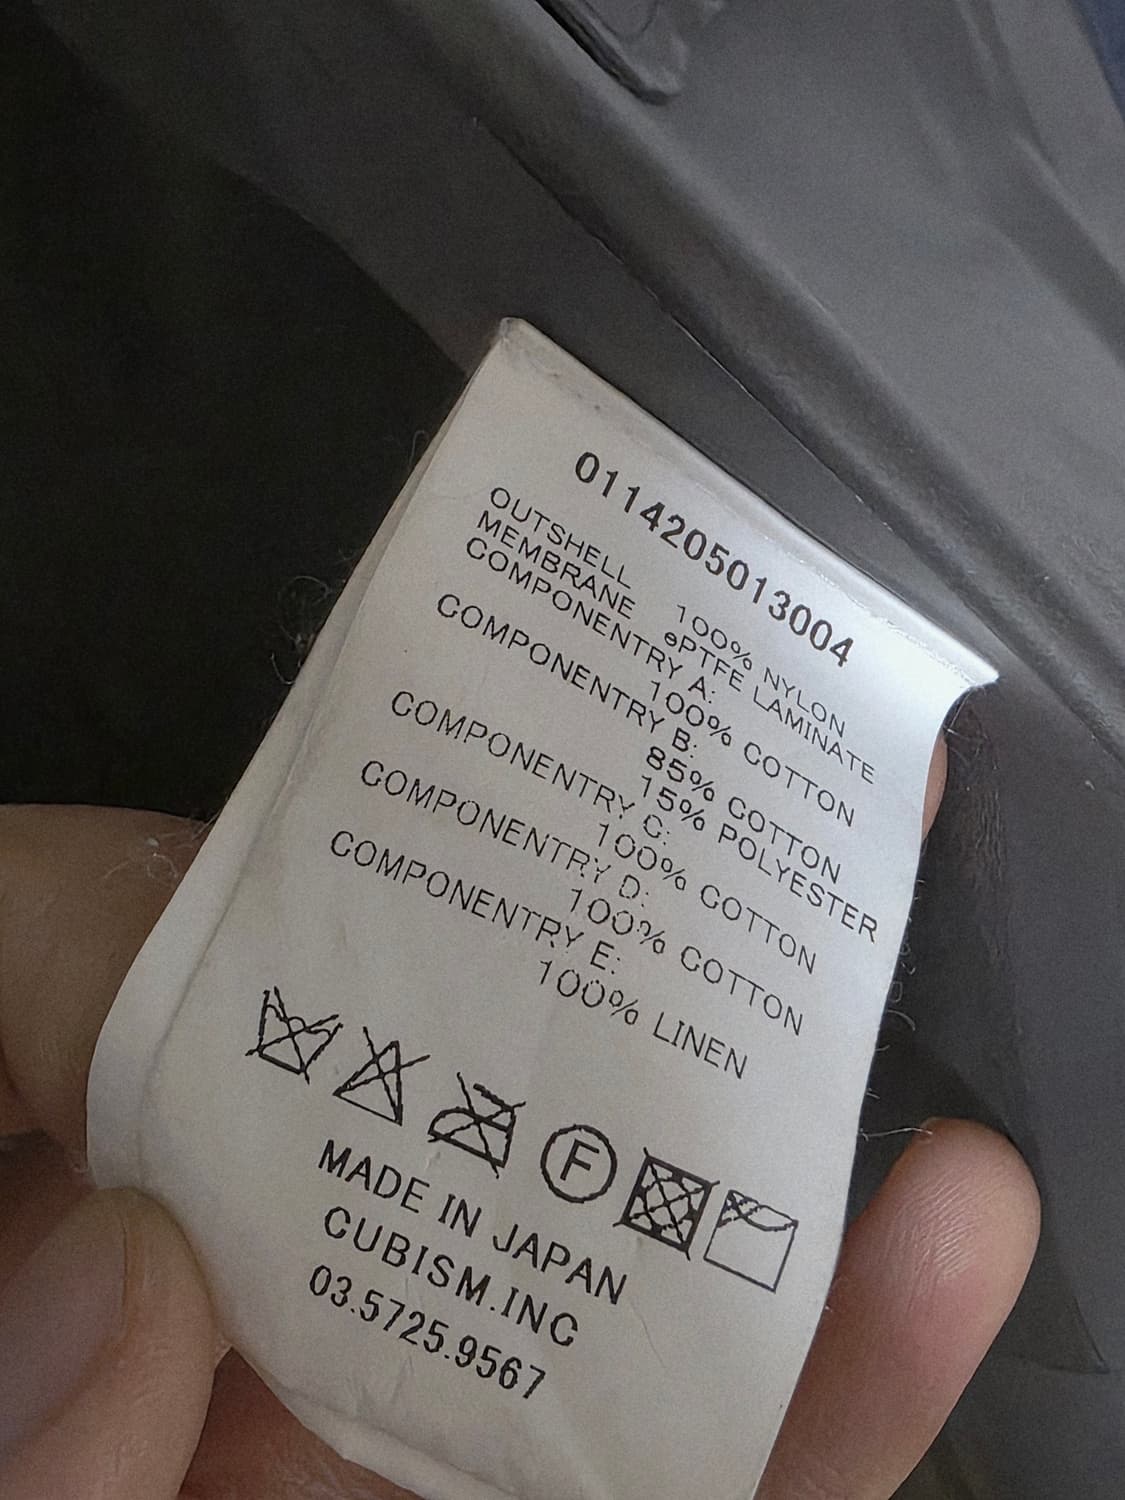 0114205013004
OUTSHELL 100% NYLON
MEMBRANE ePTFE LAMINATE
COMPONENTRY A:
100% COTTON
COMPONENTRY B:
85% COTTON
15% POLYESTER
COMPONENTRY C:
100% COTTON
COMPONENTRY D:
100% COTTON
COMPONENTRY E:
100% LINEN
F
MADE IN JAPAN
CUBISM.INC
03.5725.9567